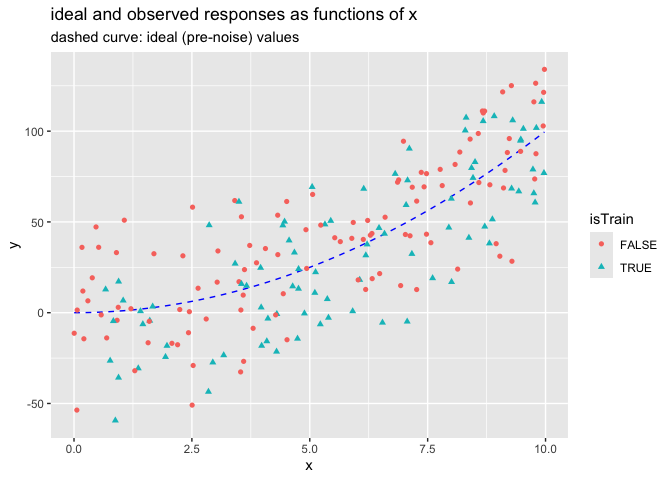 ideal and observed responses as functions of x
dashed curve: ideal (pre-noise) values
100
50
0
-50
y
0.0 2.5 5.0 7.5 10.0
x
isTrain
FALSE
TRUE